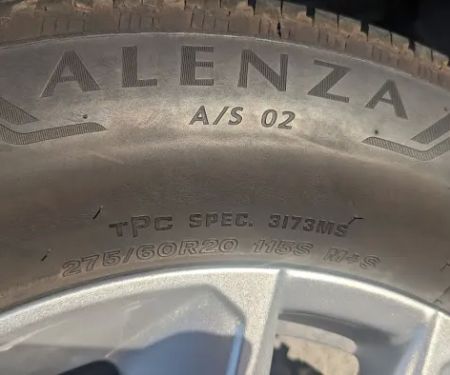 ALENZA
A/S 02
TPC SPEC. 3173MS
275/60R20 115S M+S